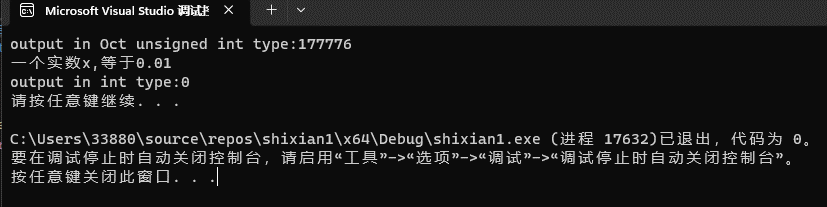 Microsoft Visual Studio 调试控
output in Oct unsigned int type:177776
一个实数x,等于0.01
output in int type:0
请按任意键继续. . .
C:\Users\33880\source\repos\shixian1\x64\Debug\shixian1.exe (进程 17632)已退出，代码为 0。
要在调试停止时自动关闭控制台，请启用“工具”->“选项”->“调试”->“调试停止时自动关闭控制台”。
按任意键关闭此窗口. . .